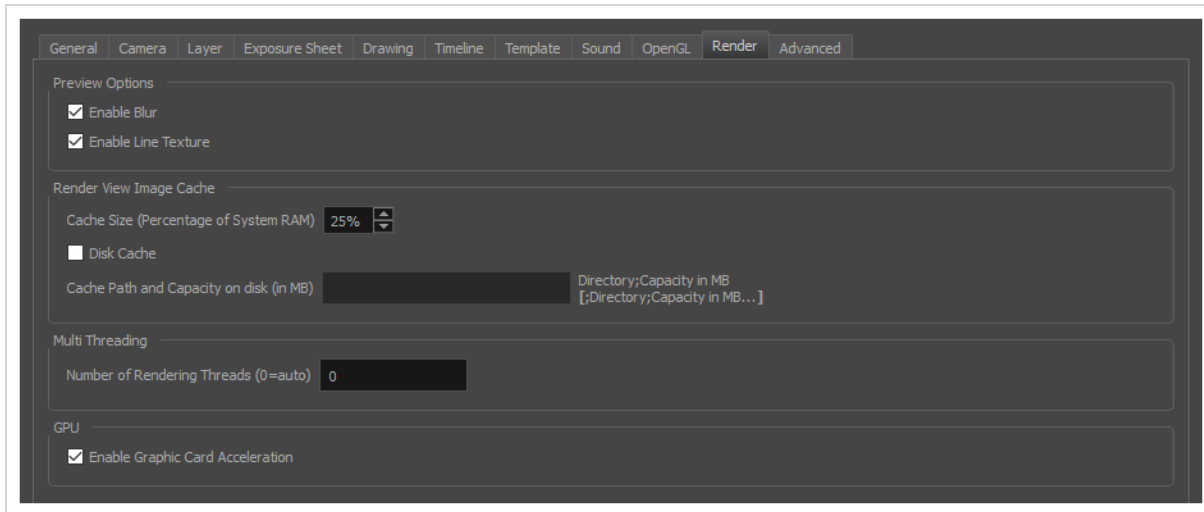 General Camera Layer Exposure Sheet Drawing Timeline Template Sound OpenGL Render Advanced
Preview Options
Enable Blur
Enable Line Texture
Render View Image Cache
Cache Size (Percentage of System RAM) 25%
Disk Cache
Cache Path and Capacity on disk (in MB) Directory;Capacity in MB
[;Directory;Capacity in MB...]
Multi Threading
Number of Rendering Threads (0=auto) 0
GPU
Enable Graphic Card Acceleration